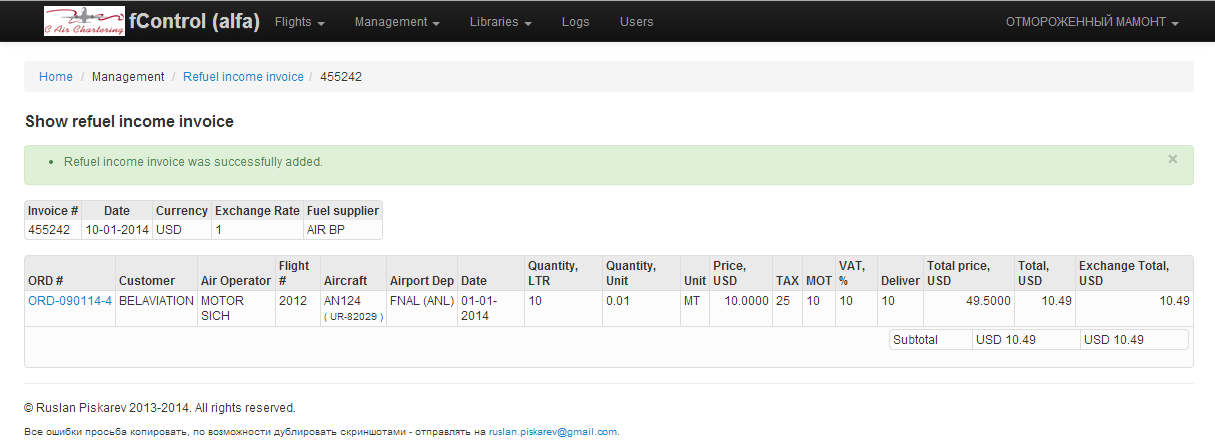 C Air Chartering fControl (alfa) Flights Management Libraries Logs Users ОТМОРОЖЕННЫЙ МАМОНТ
Home / Management / Refuel income invoice / 455242
Show refuel income invoice
• Refuel income invoice was successfully added. ×
Invoice # Date Currency Exchange Rate Fuel supplier
455242 10-01-2014 USD 1 AIR BP
ORD # Customer Air Operator Flight # Aircraft Airport Dep Date Quantity, LTR Quantity, Unit Unit Price, USD TAX MOT VAT, % Deliver Total price, USD Total, USD Exchange Total, USD
ORD-090114-4 BELAVIATION MOTOR SICH 2012 AN124 ( UR-82029 ) FNAL (ANL) 01-01-2014 10 0.01 MT 10.0000 25 10 10 10 49.5000 10.49 10.49
Subtotal USD 10.49 USD 10.49
© Ruslan Piskarev 2013-2014. All rights reserved.
Все ошибки просьба копировать, по возможности дублировать скриншотами - отправлять на ruslan.piskarev@gmail.com.